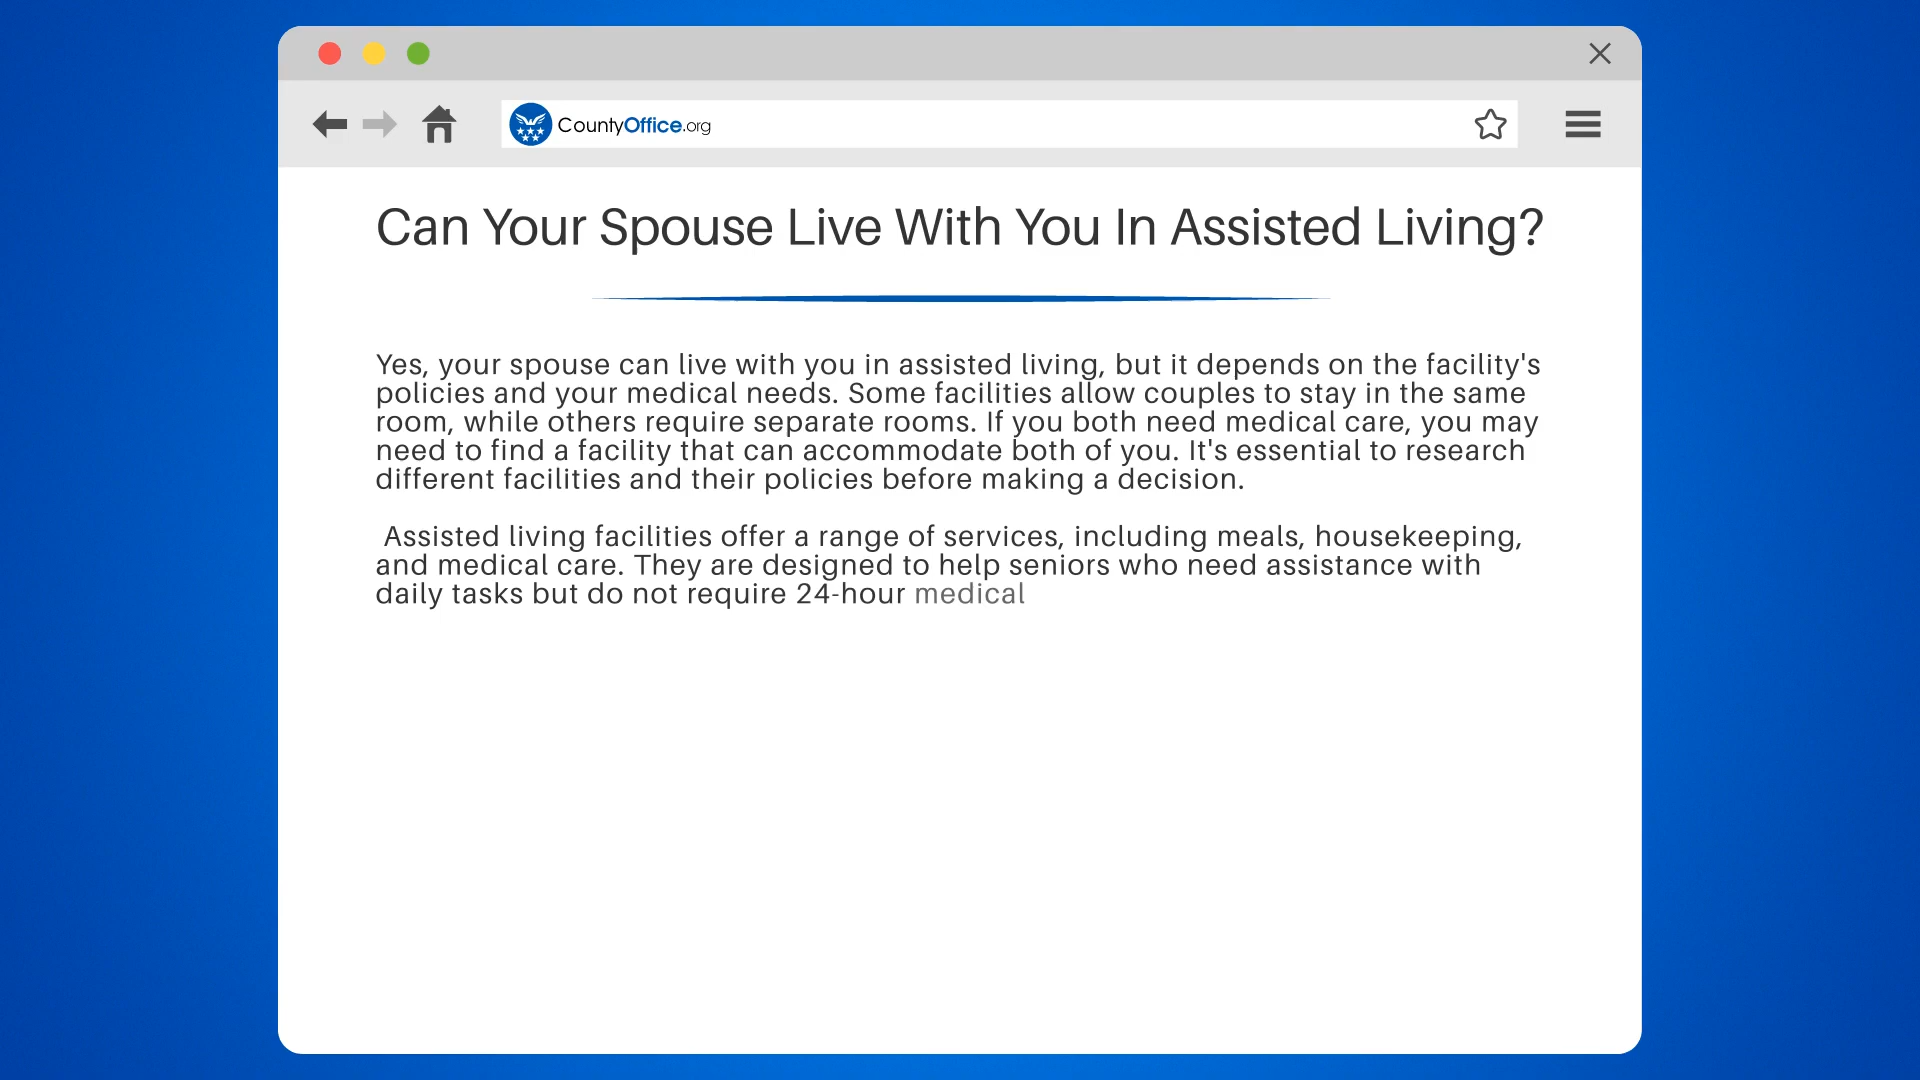 CountyOffice.org
Can Your Spouse Live With You In Assisted Living?
Yes, your spouse can live with you in assisted living, but it depends on the facility's
policies and your medical needs. Some facilities allow couples to stay in the same
room, while others require separate rooms. If you both need medical care, you may
need to find a facility that can accommodate both of you. It's essential to research
different facilities and their policies before making a decision.
Assisted living facilities offer a range of services, including meals, housekeeping,
and medical care. They are designed to help seniors who need assistance with
daily tasks but do not require 24-hour medical